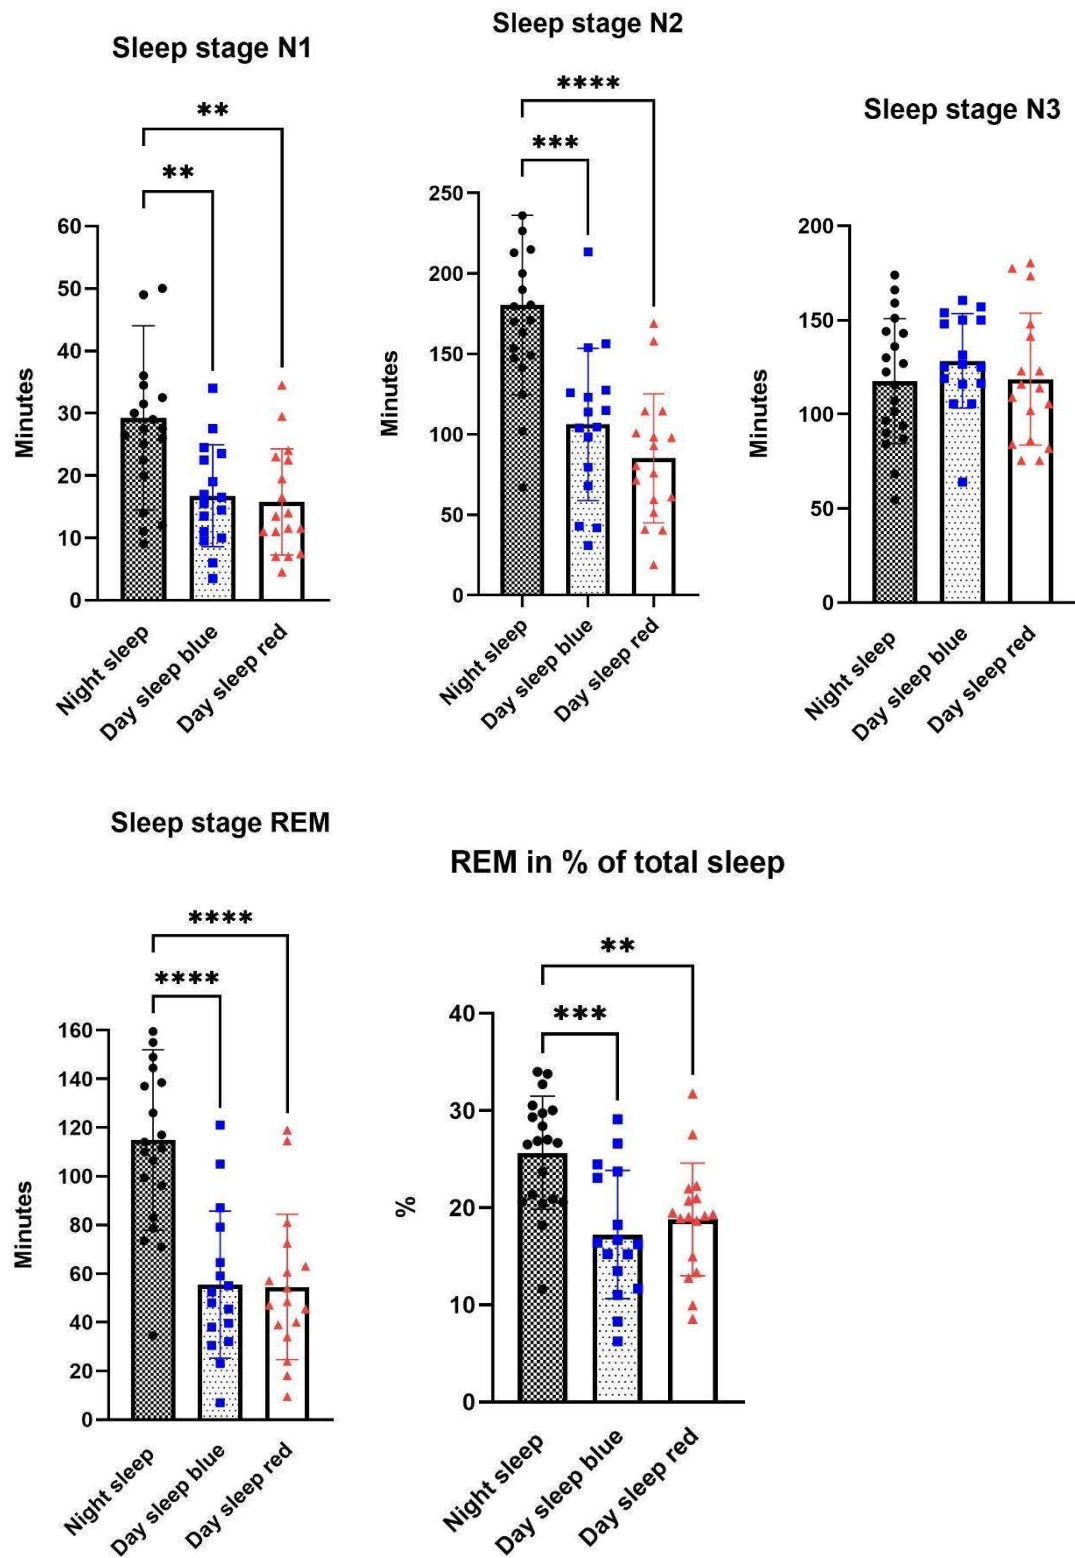 Sleep stage N1
**
**
Minutes
60
50
40
30
20
10
0
Night sleep
Day sleep blue
Day sleep red
Sleep stage N2
****
***
Minutes
250
200
150
100
50
0
Night sleep
Day sleep blue
Day sleep red
Sleep stage N3
Minutes
200
150
100
50
0
Night sleep
Day sleep blue
Day sleep red
Sleep stage REM
****
****
Minutes
160
140
120
100
80
60
40
20
0
Night sleep
Day sleep blue
Day sleep red
REM in % of total sleep
**
***
%
40
30
20
10
0
Night sleep
Day sleep blue
Day sleep red